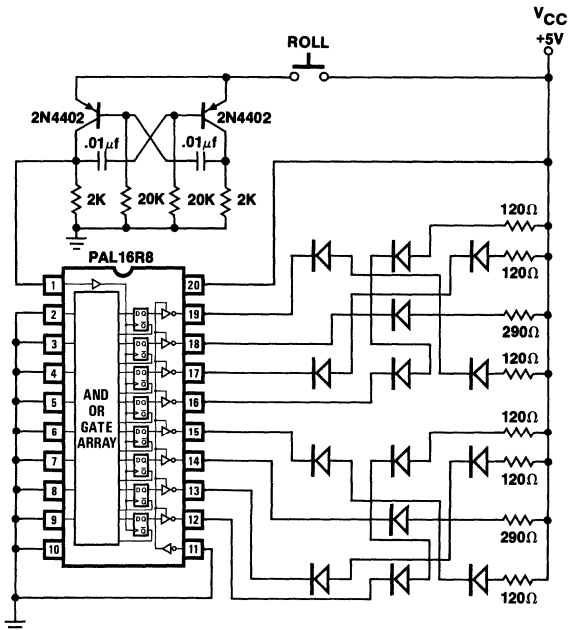 VCC
+5V
ROLL
2N4402
2N4402
.01μf
.01μf
2K
20K
20K
2K
120Ω
120Ω
290Ω
120Ω
120Ω
120Ω
290Ω
120Ω
PAL16R8
1
20
2
19
3
18
4
17
5
16
6
15
7
14
8
13
9
12
10
11
AND
OR
GATE
ARRAY
D Q
Q
D Q
Q
D Q
Q
D Q
Q
D Q
Q
D Q
Q
D Q
Q
D Q
Q